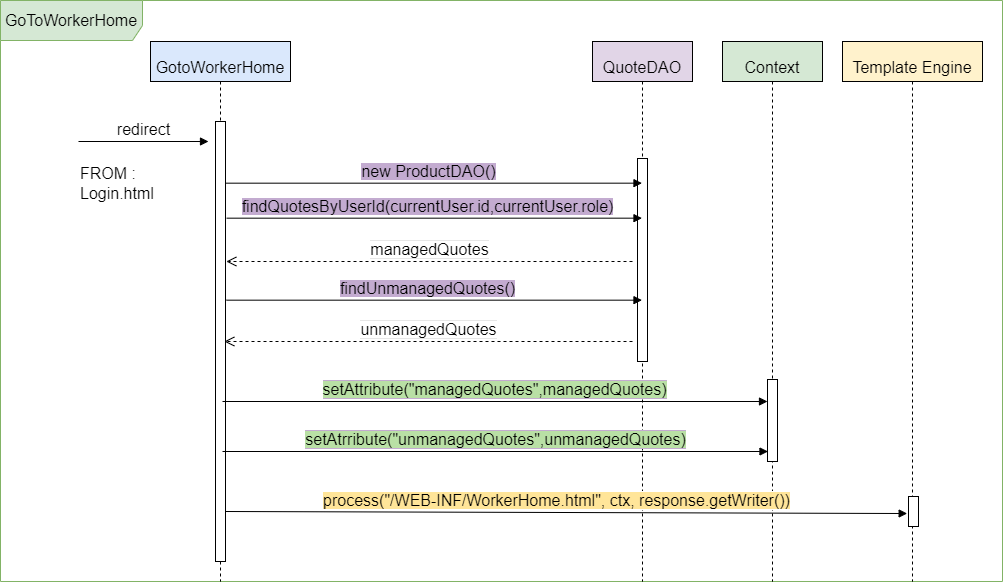 GoToWorkerHome
GotoWorkerHome
QuoteDAO
Context
Template Engine
redirect
FROM :
Login.html
new ProductDAO()
findQuotesByUserId(currentUser.id,currentUser.role)
managedQuotes
findUnmanagedQuotes()
unmanagedQuotes
setAttribute("managedQuotes",managedQuotes)
setAtrribute("unmanagedQuotes",unmanagedQuotes)
process("/WEB-INF/WorkerHome.html", ctx, response.getWriter())